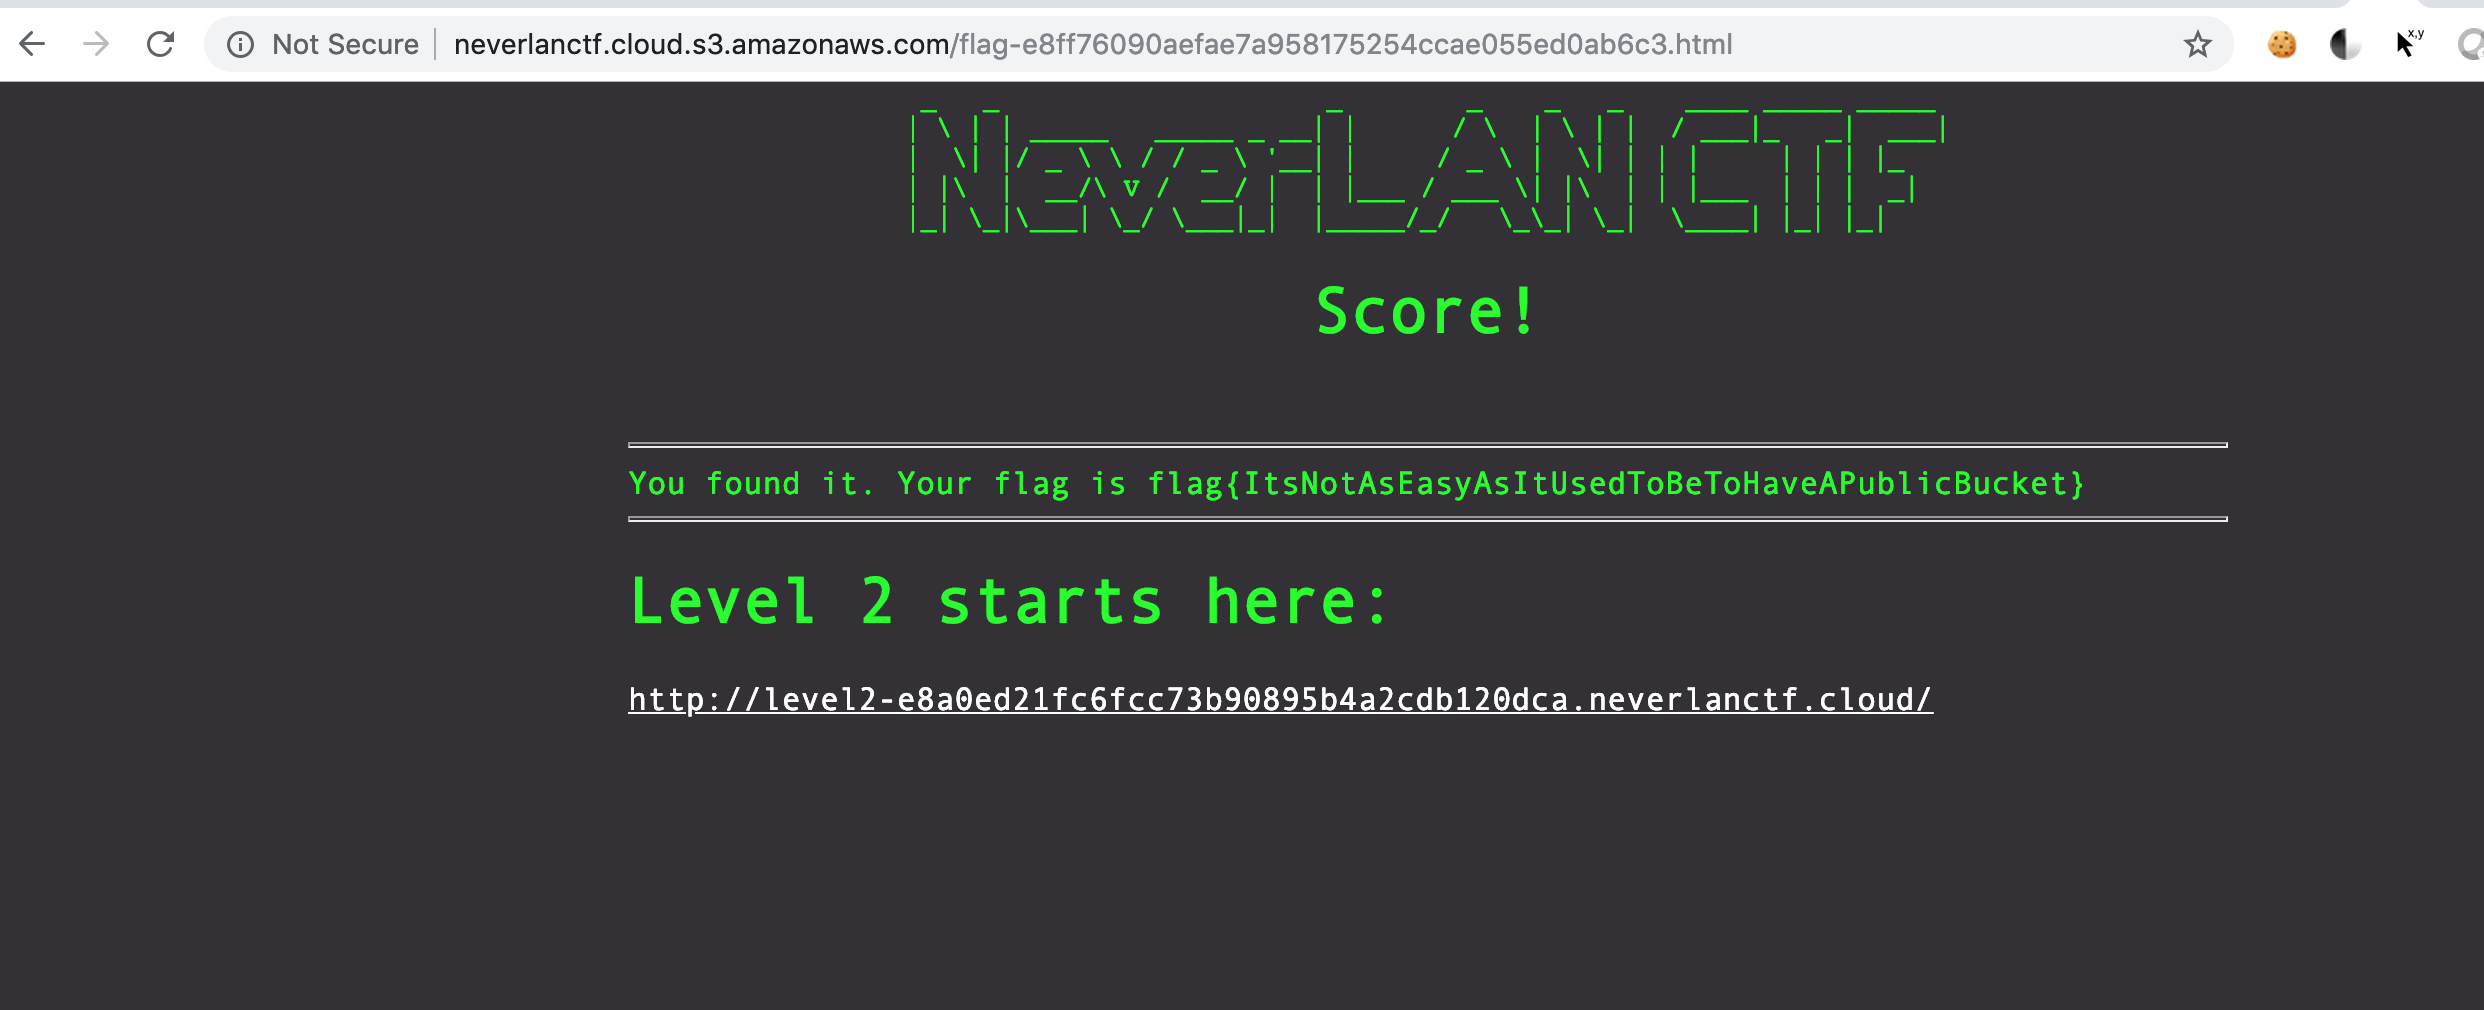 Not Secure neverlanctf.cloud.s3.amazonaws.com/flag-e8ff76090aefae7a958175254ccae055ed0ab6c3.html
x,y
NeverLAN CTF
Score!
You found it. Your flag is flag{ItsNotAsEasyAsItUsedToBeToHaveAPublicBucket}
Level 2 starts here:
http://level2-e8a0ed21fc6fcc73b90895b4a2cdb120dca.neverlanctf.cloud/